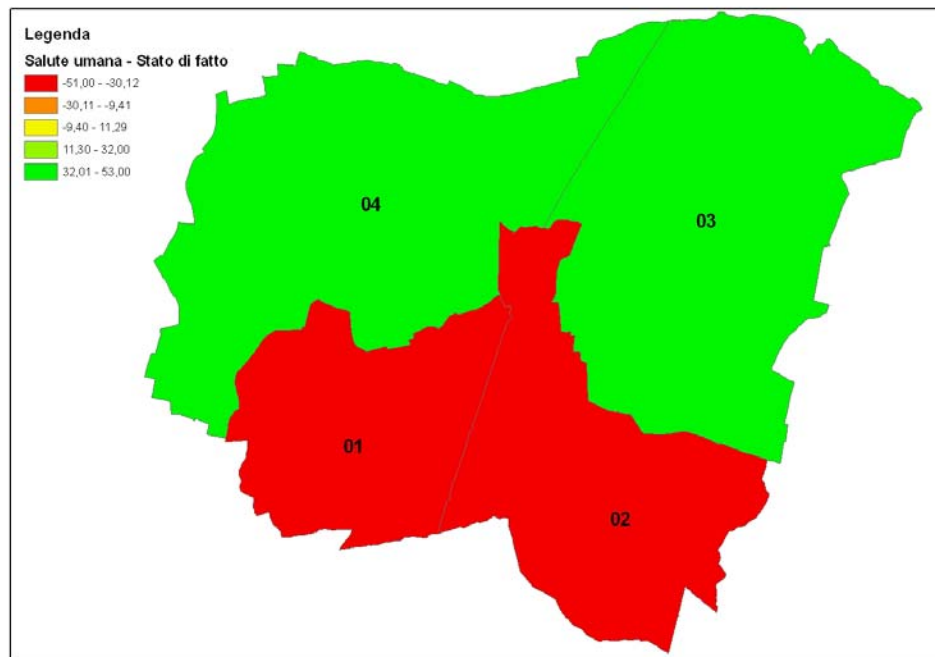 Legenda
Salute umana - Stato di fatto
-51,00 - -30,12
-30,11 - -9,41
-9,40 - 11,29
11,30 - 32,00
32,01 - 53,00
04
03
01
02